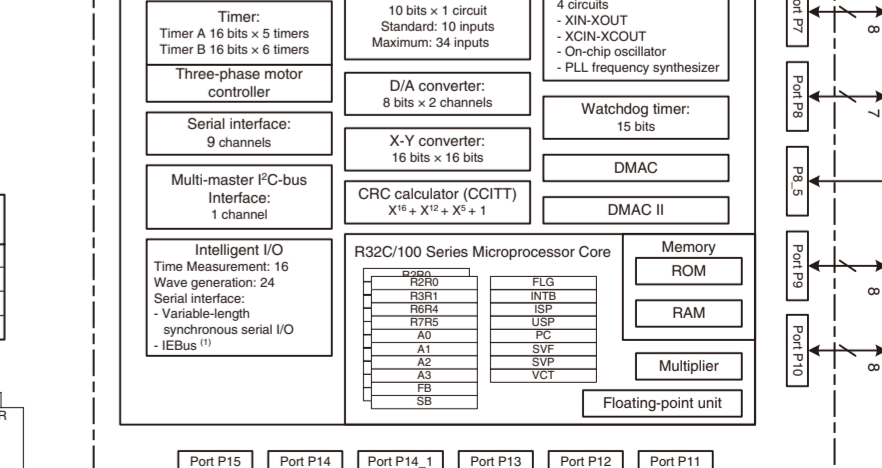 Timer:
Timer A 16 bits × 5 timers
Timer B 16 bits × 6 timers
Three-phase motor
controller
Serial interface:
9 channels
Multi-master I²C-bus
Interface:
1 channel
Intelligent I/O
Time Measurement: 16
Wave generation: 24
Serial interface:
- Variable-length
synchronous serial I/O
- IEBus (1)
10 bits × 1 circuit
Standard: 10 inputs
Maximum: 34 inputs
D/A converter:
8 bits × 2 channels
X-Y converter:
16 bits × 16 bits
CRC calculator (CCITT)
X¹⁶ + X¹² + X⁵ + 1
4 circuits
- XIN-XOUT
- XCIN-XCOUT
- On-chip oscillator
- PLL frequency synthesizer
Watchdog timer:
15 bits
DMAC
DMAC II
R32C/100 Series Microprocessor Core
R2R0
R2R0
R3R1
R6R4
R7R5
A0
A1
A2
A3
FB
SB
FLG
INTB
ISP
USP
PC
SVF
SVP
VCT
Memory
ROM
RAM
Multiplier
Floating-point unit
Port P7
8
Port P8
7
P8_5
Port P9
8
Port P10
8
R
Port P15
Port P14
Port P14_1
Port P13
Port P12
Port P11